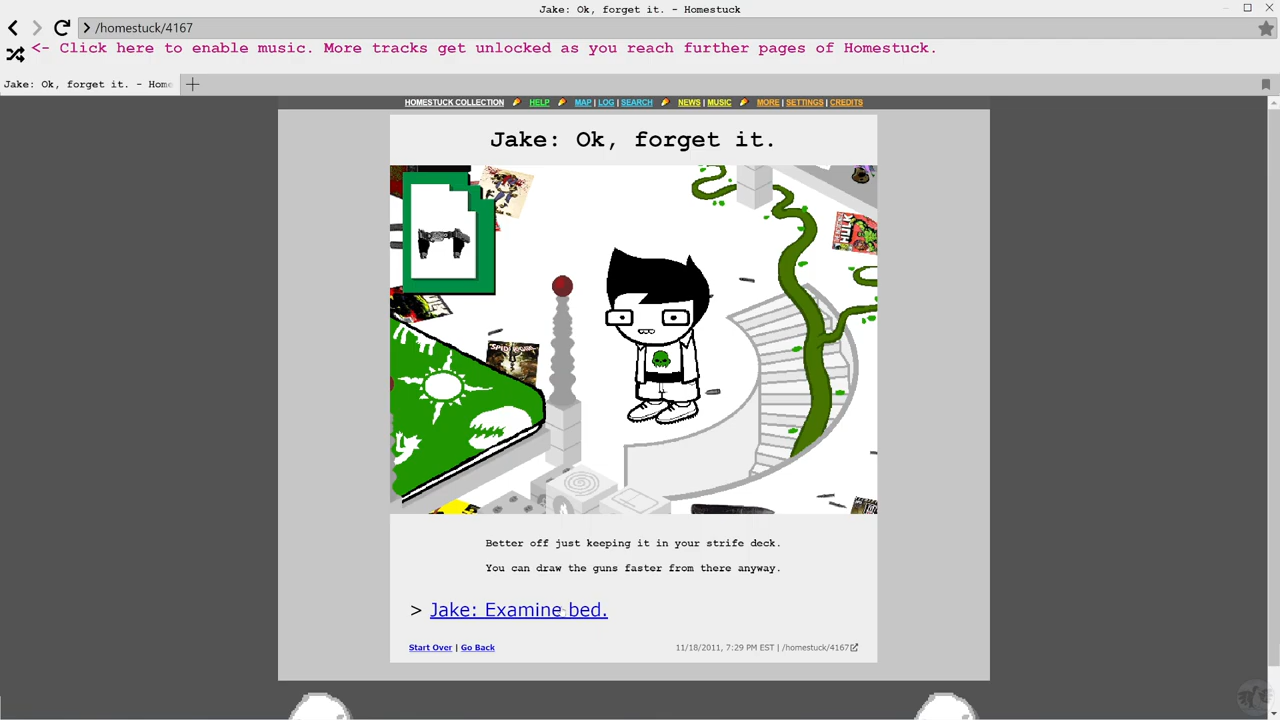 Jake: Ok, forget it. - Homestuck
/homestuck/4167
<- Click here to enable music. More tracks get unlocked as you reach further pages of Homestuck.
Jake: Ok, forget it. - Home
HOMESTUCK COLLECTION HELP MAP | LOG | SEARCH NEWS | MUSIC MORE | SETTINGS | CREDITS
Jake: Ok, forget it.
Better off just keeping it in your strife deck.
You can draw the guns faster from there anyway.
> Jake: Examine bed.
Start Over | Go Back 11/18/2011, 7:29 PM EST | /homestuck/4167